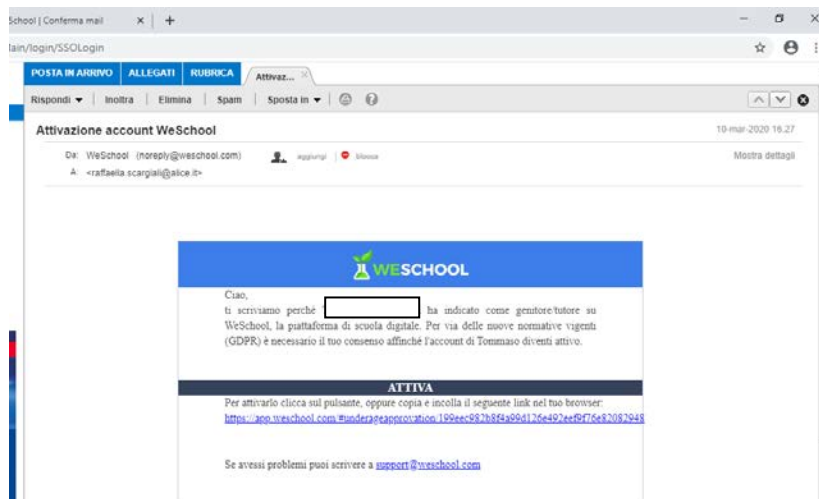 School | Conferma mail
lain/login/SSOLogin
POSTA IN ARRIVO ALLEGATI RUBRICA Attivaz...
Rispondi Inoltra Elimina Spam Sposta in
Attivazione account WeSchool 10-mar-2020 16.27
Da: WeSchool (noreply@weschool.com) aggiungi blocca Mostra dettagli
A: <raffaella.scargiali@alice.it>
WESCHOOL
Ciao,
ti scriviamo perché ha indicato come genitore/tutore su
WeSchool, la piattaforma di scuola digitale. Per via delle nuove normative vigenti
(GDPR) è necessario il tuo consenso affinché l'account di Tommaso diventi attivo.
ATTIVA
Per attivarlo clicca sul pulsante, oppure copia e incolla il seguente link nel tuo browser:
https://app.weschool.com/#underageapprovation/199eec982b8f4a99d126e492eef9f76e82082948
Se avessi problemi puoi scrivere a support@weschool.com